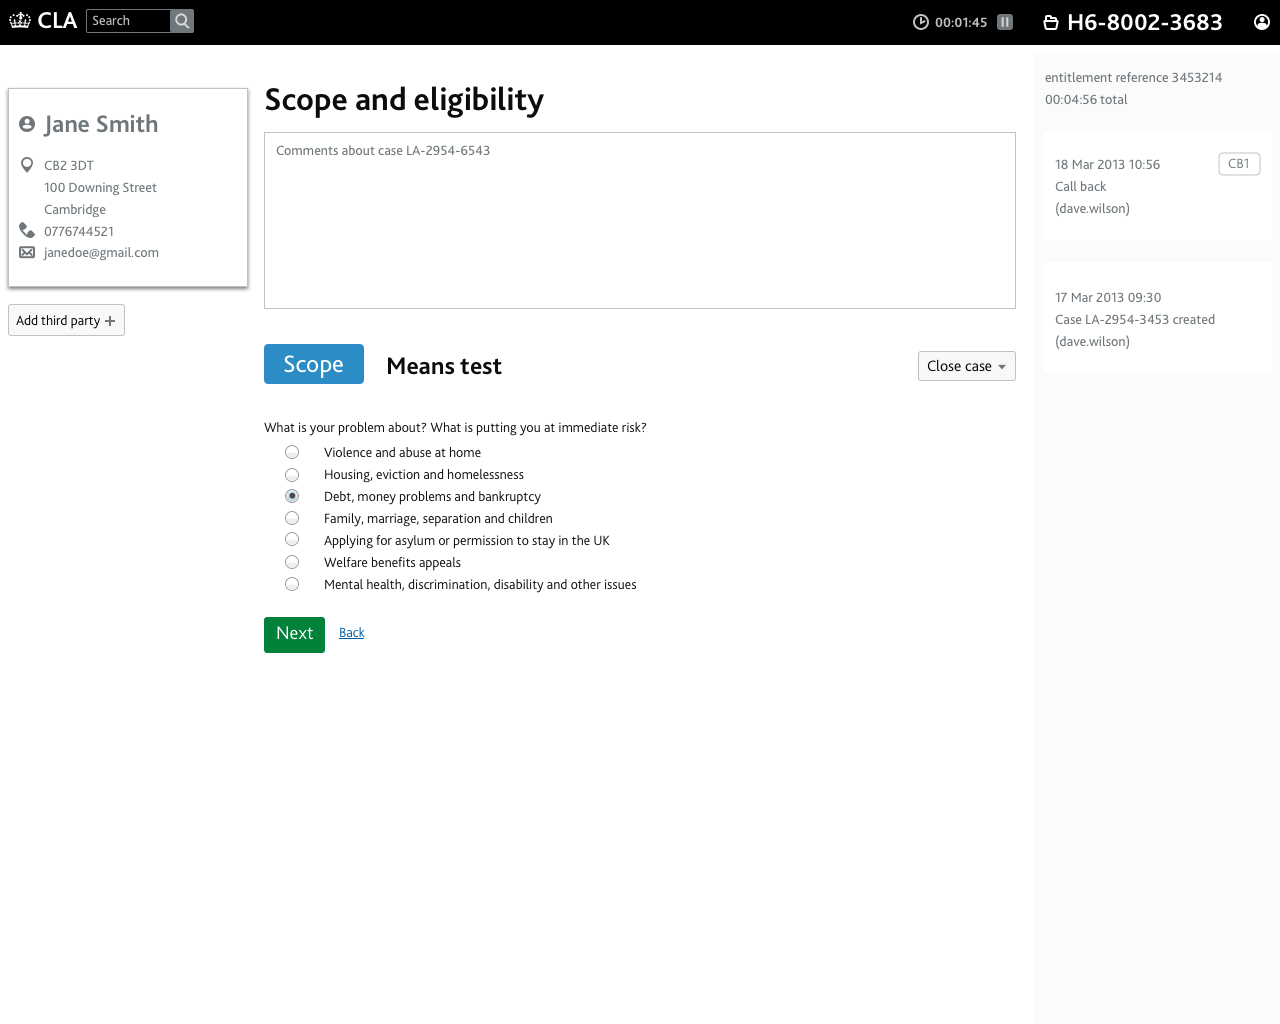 CLA
Search
00:01:45
H6-8002-3683
Jane Smith
CB2 3DT
100 Downing Street
Cambridge
0776744521
janedoe@gmail.com
Add third party
Scope and eligibility
Comments about case LA-2954-6543
Scope
Means test
Close case
What is your problem about? What is putting you at immediate risk?
Violence and abuse at home
Housing, eviction and homelessness
Debt, money problems and bankruptcy
Family, marriage, separation and children
Applying for asylum or permission to stay in the UK
Welfare benefits appeals
Mental health, discrimination, disability and other issues
Next
Back
entitlement reference 3453214
00:04:56 total
18 Mar 2013 10:56
CB1
Call back
(dave.wilson)
17 Mar 2013 09:30
Case LA-2954-3453 created
(dave.wilson)